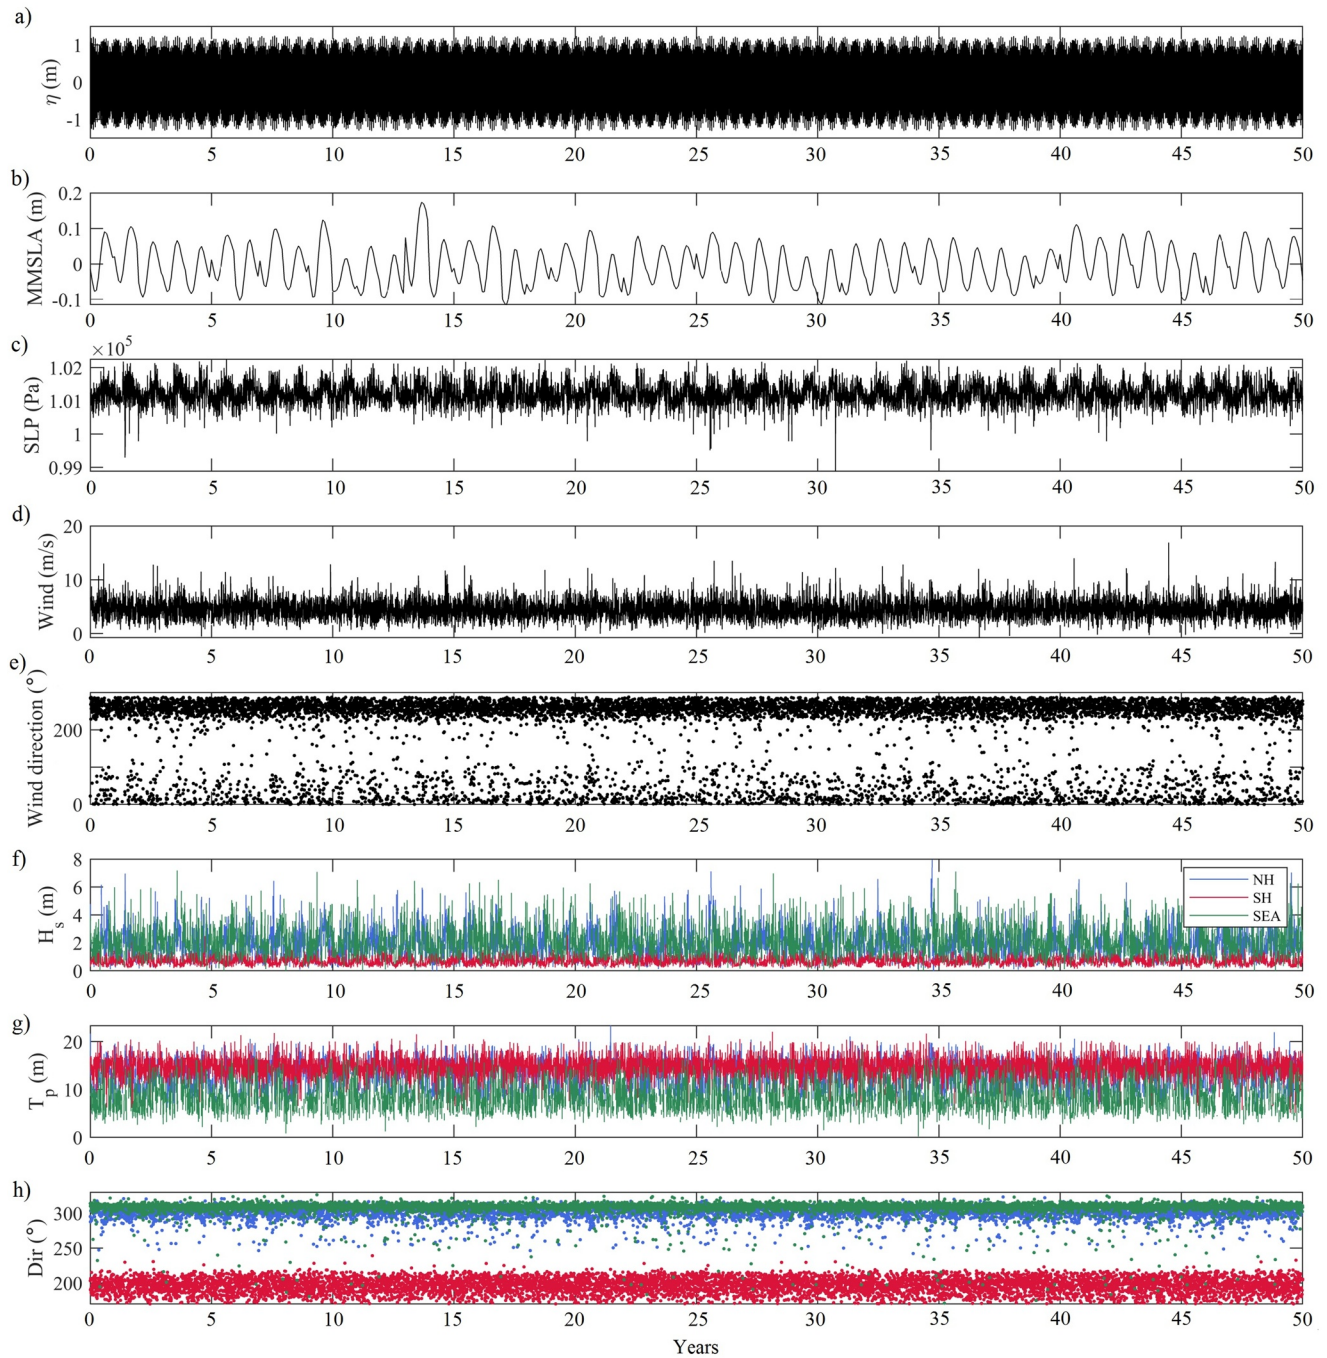 a)
η (m)
1
0
-1
0 5 10 15 20 25 30 35 40 45 50
b)
MMSLA (m)
0.2
0.1
0
-0.1
0 5 10 15 20 25 30 35 40 45 50
c)
×10⁵
SLP (Pa)
1.02
1.01
1
0.99
0 5 10 15 20 25 30 35 40 45 50
d)
Wind (m/s)
20
10
0
0 5 10 15 20 25 30 35 40 45 50
e)
Wind direction (°)
200
0
0 5 10 15 20 25 30 35 40 45 50
f)
H_s (m)
8
6
4
2
0
NH
SH
SEA
0 5 10 15 20 25 30 35 40 45 50
g)
T_p (m)
20
10
0
0 5 10 15 20 25 30 35 40 45 50
h)
Dir (°)
300
250
200
0 5 10 15 20 25 30 35 40 45 50
Years